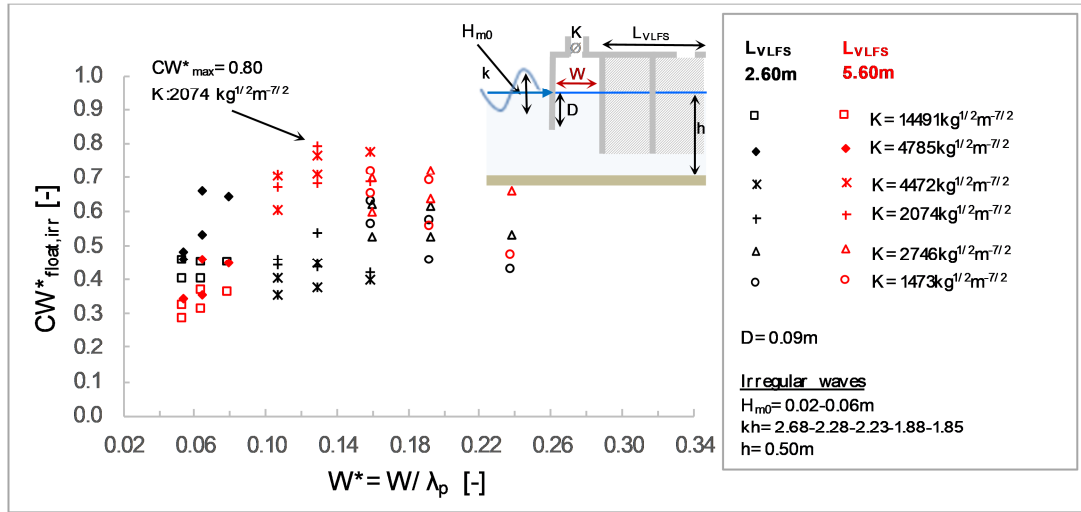 CW*max=0.80
K:2074 kg1/2m-7/2
Hm0
k
K
Ø
LVLFS
W
D
h
CW*float,irr [-]
1.0
0.9
0.8
0.7
0.6
0.5
0.4
0.3
0.2
0.1
0.0
0.02
0.06
0.10
0.14
0.18
0.22
0.26
0.30
0.34
W*= W/ λp [-]
LVLFS LVLFS
2.60m 5.60m
K= 14491kg1/2m-7/2
K= 4785kg1/2m-7/2
K= 4472kg1/2m-7/2
K= 2074kg1/2m-7/2
K= 2746kg1/2m-7/2
K= 1473kg1/2m-7/2
D= 0.09m
Irregular waves
Hm0= 0.02-0.06m
kh= 2.68-2.28-2.23-1.88-1.85
h= 0.50m